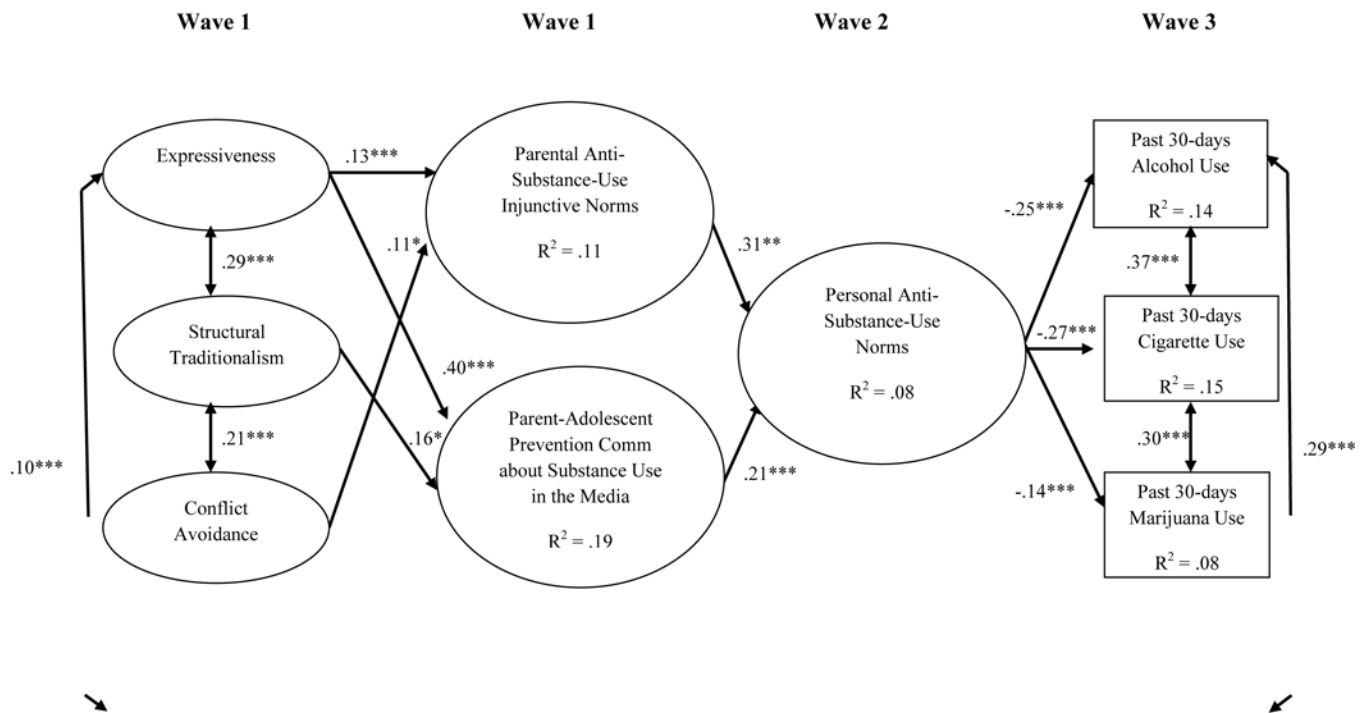 Wave 1
Wave 1
Wave 2
Wave 3
Expressiveness
.29***
Structural
Traditionalism
.21***
Conflict
Avoidance
.10***
.13***
.11*
.40***
.16*
Parental Anti-
Substance-Use
Injunctive Norms
R² = .11
Parent-Adolescent
Prevention Comm
about Substance Use
in the Media
R² = .19
.31**
.21***
Personal Anti-
Substance-Use
Norms
R² = .08
-.25***
-.27***
-.14***
Past 30-days
Alcohol Use
R² = .14
.37***
Past 30-days
Cigarette Use
R² = .15
.30***
Past 30-days
Marijuana Use
R² = .08
.29***